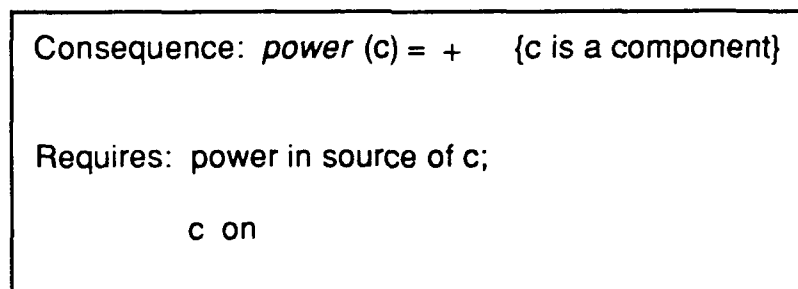 Consequence: power (c) = + {c is a component}
Requires: power in source of c;
c on